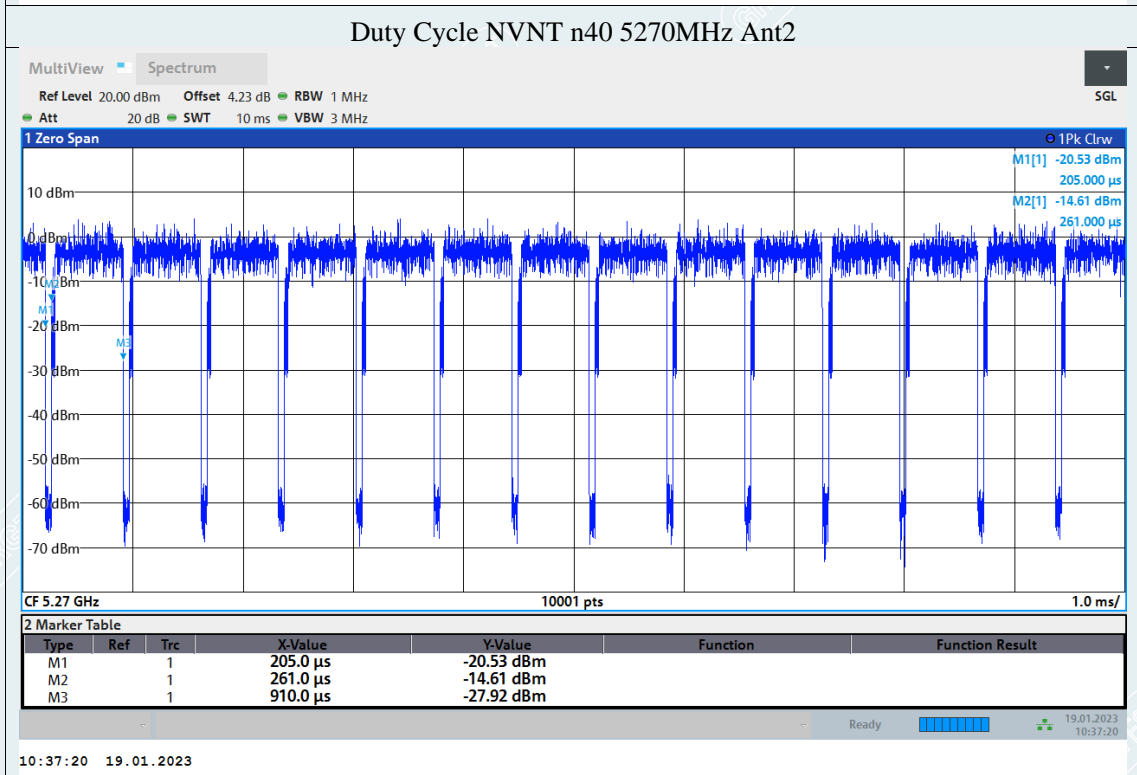 Duty Cycle NVNT n40 5270MHz Ant2
MultiView Spectrum
Ref Level 20.00 dBm Offset 4.23 dB RBW 1 MHz SGL
Att 20 dB SWT 10 ms VBW 3 MHz
1 Zero Span 1Pk Clrw
M1[1] -20.53 dBm
205.000 µs
M2[1] -14.61 dBm
261.000 µs
10 dBm
0 dBm
-10 dBm
M2
M1
-20 dBm
M3
-30 dBm
-40 dBm
-50 dBm
-60 dBm
-70 dBm
CF 5.27 GHz 10001 pts 1.0 ms/
2 Marker Table
Type Ref Trc X-Value Y-Value Function Function Result
M1 1 205.0 µs -20.53 dBm
M2 1 261.0 µs -14.61 dBm
M3 1 910.0 µs -27.92 dBm
Ready 19.01.2023
10:37:20
10:37:20 19.01.2023